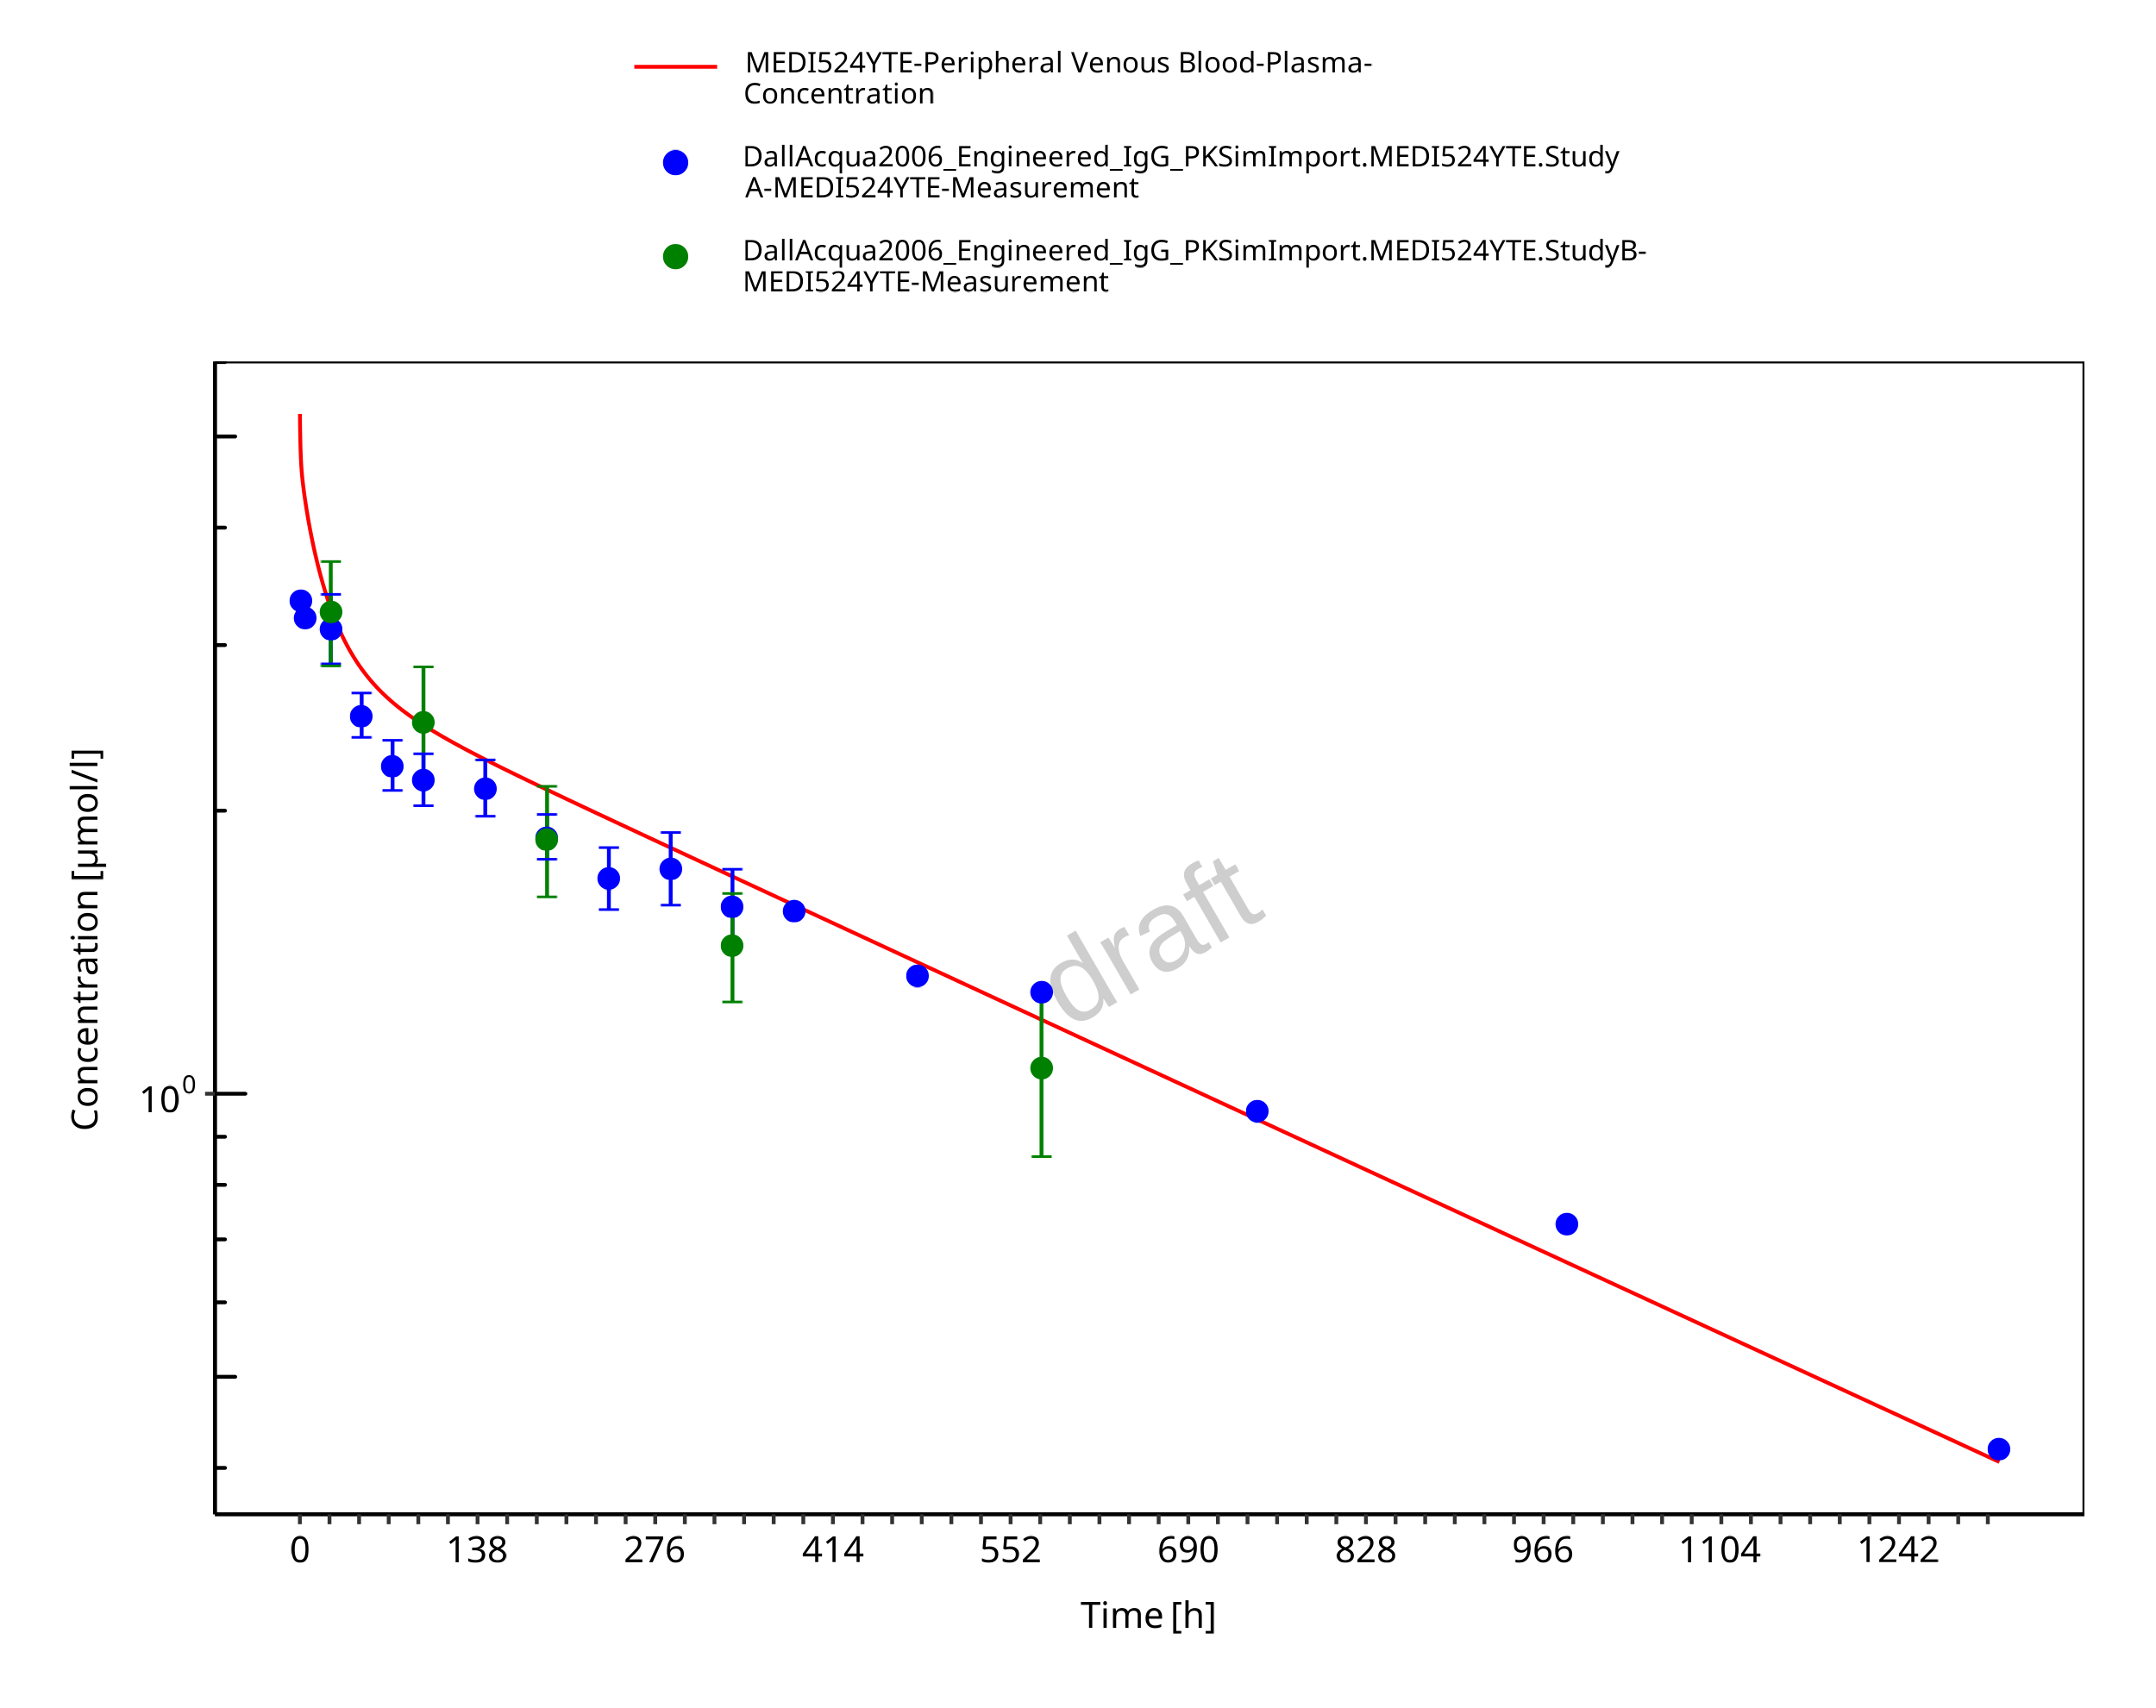 MEDI524YTE-Peripheral Venous Blood-Plasma-
Concentration
DallAcqua2006_Engineered_IgG_PKSimImport.MEDI524YTE.Study
A-MEDI524YTE-Measurement
DallAcqua2006_Engineered_IgG_PKSimImport.MEDI524YTE.StudyB-
MEDI524YTE-Measurement
Concentration [µmol/l]
10⁰
draft
0 138 276 414 552 690 828 966 1104 1242
Time [h]